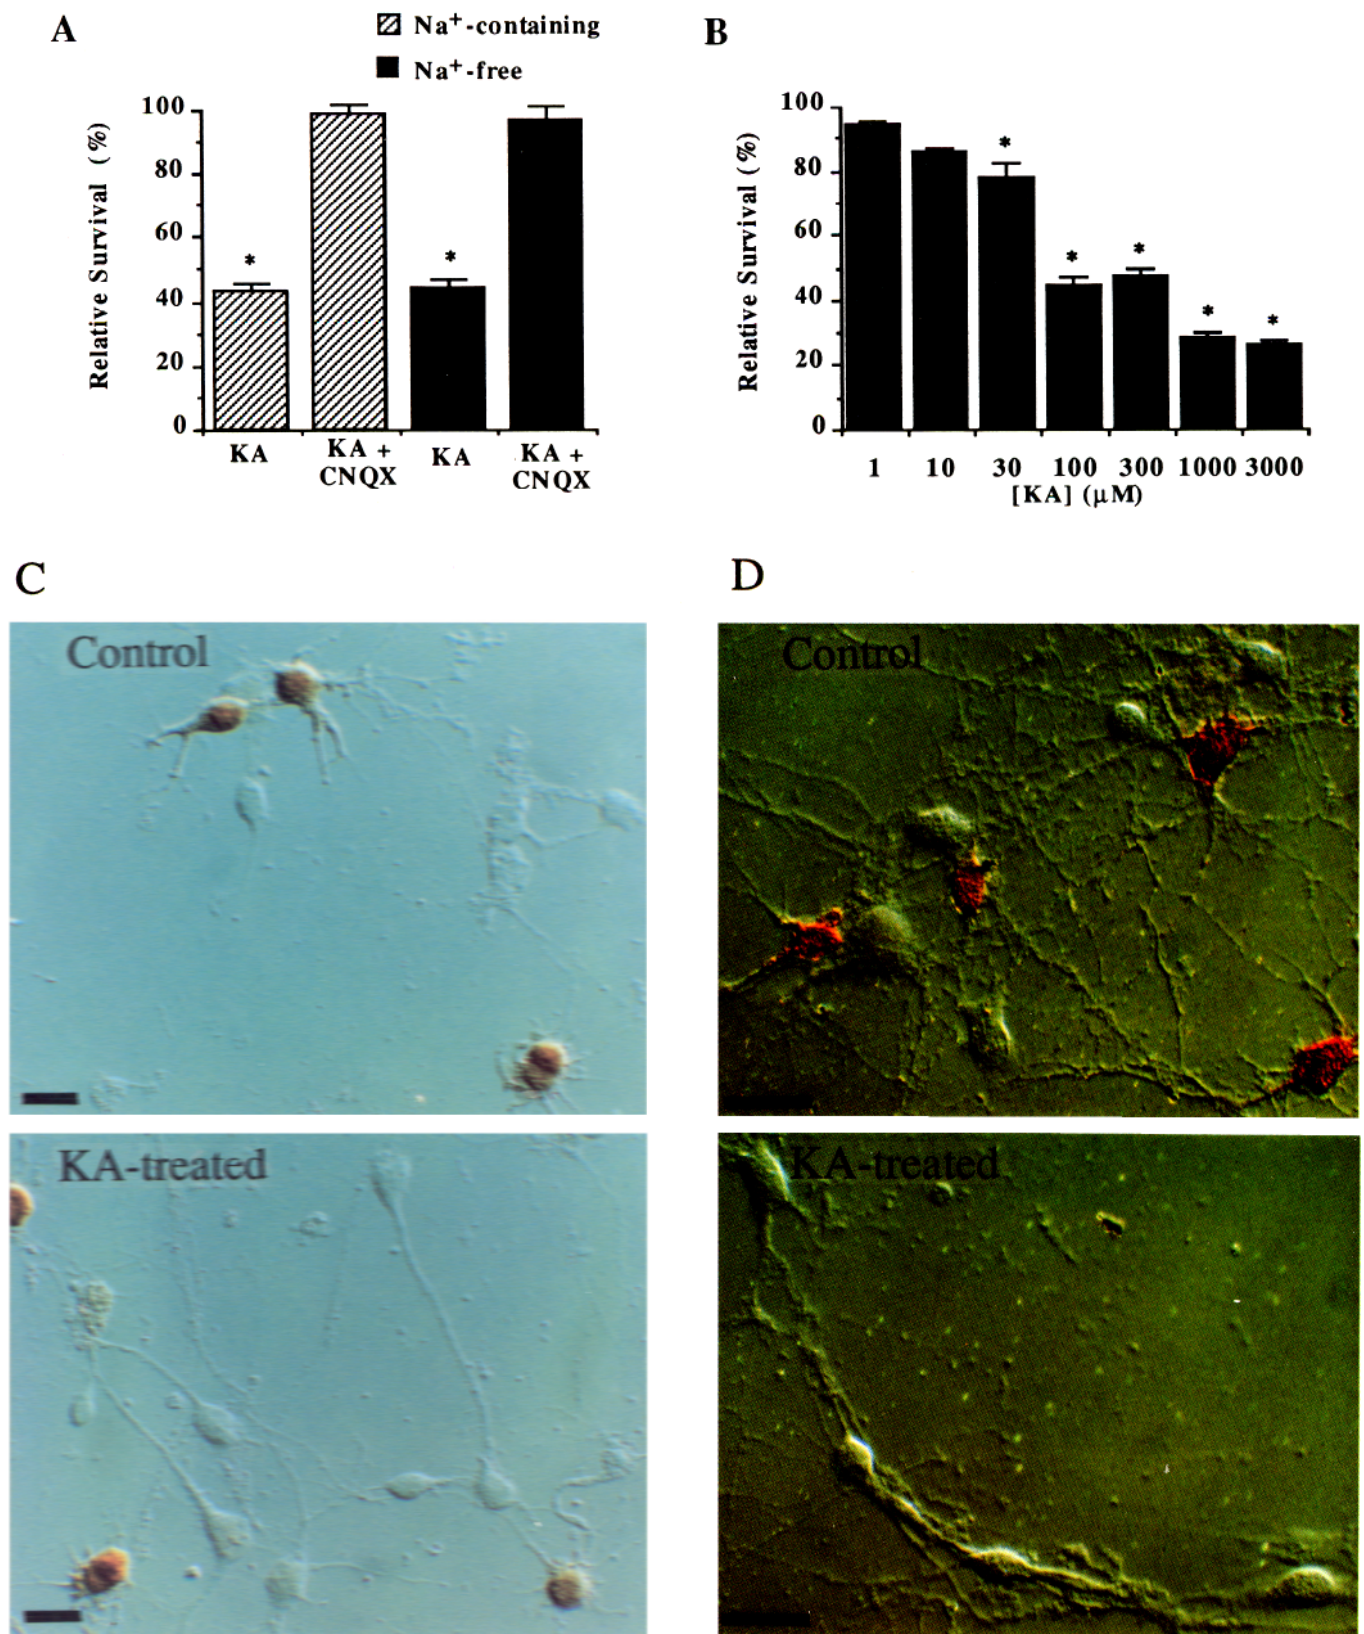 A
Na+-containing
Na+-free
Relative Survival (%)
100
80
60
40
20
0
*
*
KA
KA +
CNQX
KA
KA +
CNQX
B
Relative Survival (%)
100
80
60
40
20
0
*
*
*
*
*
1 10 30 100 300 1000 3000
[KA] (μM)
C
Control
KA-treated
D
Control
KA-treated